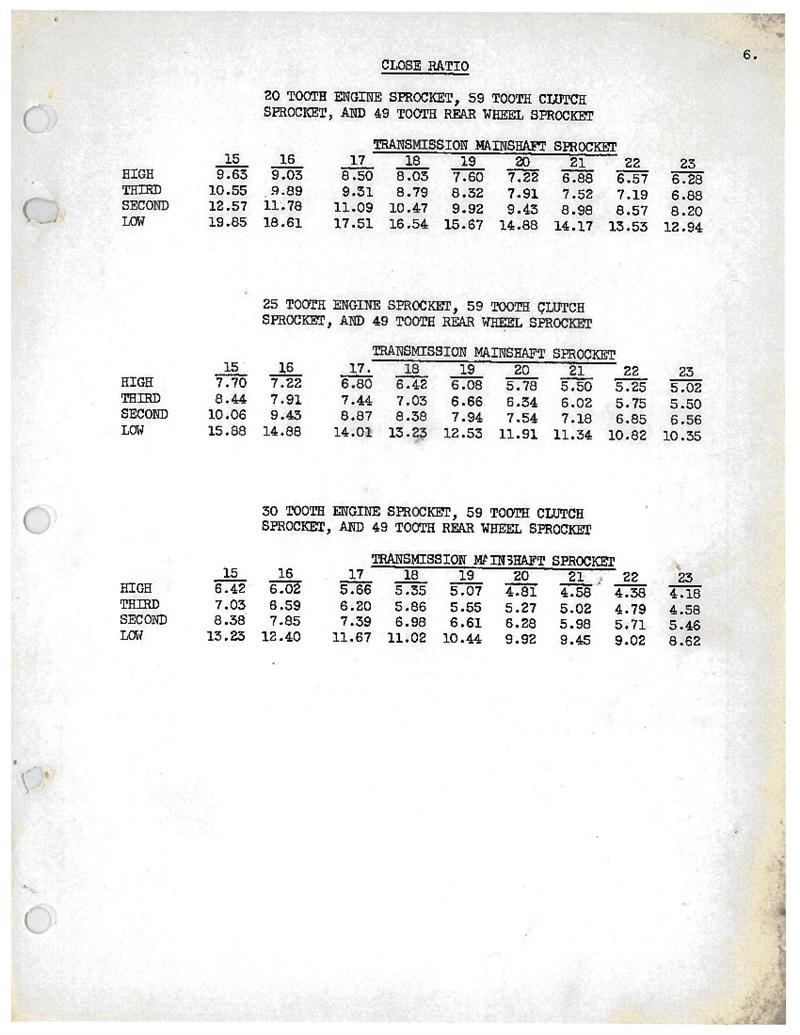 6.
CLOSE RATIO
20 TOOTH ENGINE SPROCKET, 59 TOOTH CLUTCH
SPROCKET, AND 49 TOOTH REAR WHEEL SPROCKET
TRANSMISSION MAINSHAFT SPROCKET
15 16 17 18 19 20 21 22 23
HIGH 9.63 9.03 8.50 8.03 7.60 7.22 6.88 6.57 6.28
THIRD 10.55 9.89 9.31 8.79 8.32 7.91 7.52 7.19 6.88
SECOND 12.57 11.78 11.09 10.47 9.92 9.43 8.98 8.57 8.20
LOW 19.85 18.61 17.51 16.54 15.67 14.88 14.17 13.53 12.94
25 TOOTH ENGINE SPROCKET, 59 TOOTH CLUTCH
SPROCKET, AND 49 TOOTH REAR WHEEL SPROCKET
TRANSMISSION MAINSHAFT SPROCKET
15 16 17. 18 19 20 21 22 23
HIGH 7.70 7.22 6.80 6.42 6.08 5.78 5.50 5.25 5.02
THIRD 8.44 7.91 7.44 7.03 6.66 6.34 6.02 5.75 5.50
SECOND 10.06 9.43 8.87 8.38 7.94 7.54 7.18 6.85 6.56
LOW 15.88 14.88 14.01 13.23 12.53 11.91 11.34 10.82 10.35
30 TOOTH ENGINE SPROCKET, 59 TOOTH CLUTCH
SPROCKET, AND 49 TOOTH REAR WHEEL SPROCKET
TRANSMISSION MAINSHAFT SPROCKET
15 16 17 18 19 20 21 22 23
HIGH 6.42 6.02 5.66 5.35 5.07 4.81 4.58 4.38 4.18
THIRD 7.03 6.59 6.20 5.86 5.55 5.27 5.02 4.79 4.58
SECOND 8.38 7.85 7.39 6.98 6.61 6.28 5.98 5.71 5.46
LOW 13.23 12.40 11.67 11.02 10.44 9.92 9.45 9.02 8.62